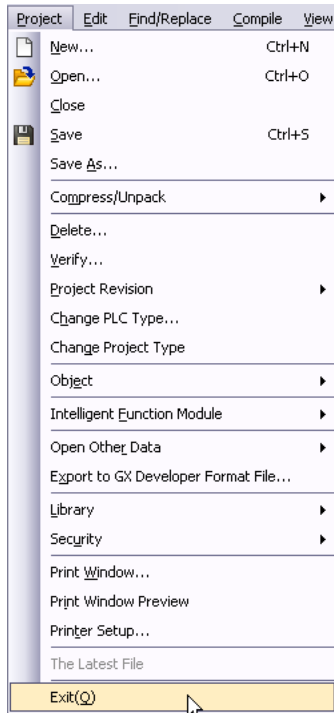 Project Edit Find/Replace Compile View
New... Ctrl+N
Open... Ctrl+O
Close
Save Ctrl+S
Save As...
Compress/Unpack
Delete...
Verify...
Project Revision
Change PLC Type...
Change Project Type
Object
Intelligent Function Module
Open Other Data
Export to GX Developer Format File...
Library
Security
Print Window...
Print Window Preview
Printer Setup...
The Latest File
Exit(Q)